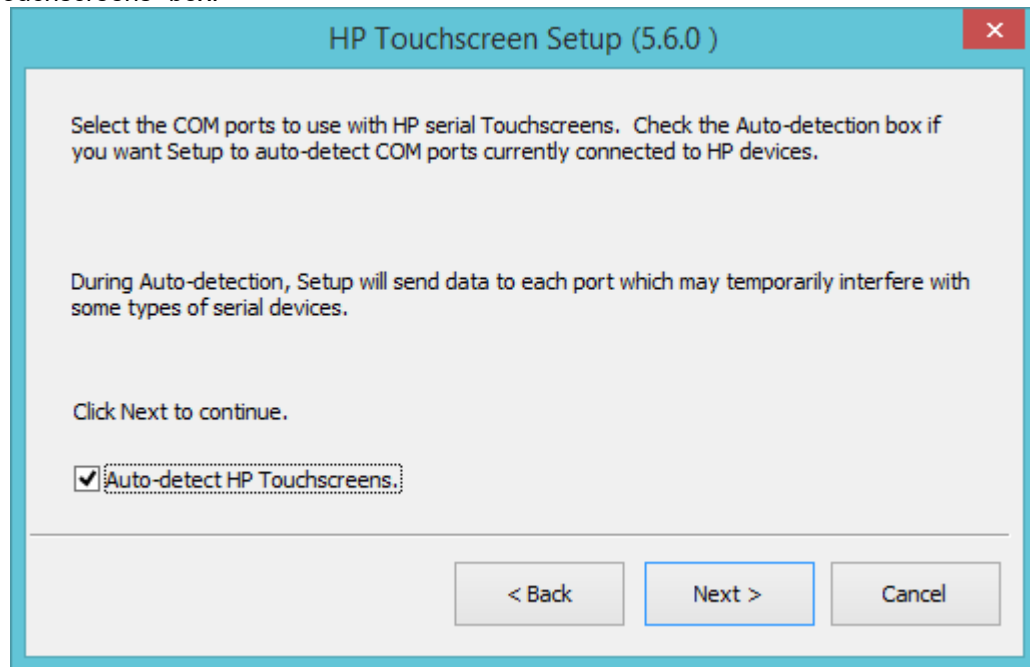 HP Touchscreen Setup (5.6.0 )
Select the COM ports to use with HP serial Touchscreens.  Check the Auto-detection box if
you want Setup to auto-detect COM ports currently connected to HP devices.
During Auto-detection, Setup will send data to each port which may temporarily interfere with
some types of serial devices.
Click Next to continue.
Auto-detect HP Touchscreens.
< Back
Next >
Cancel